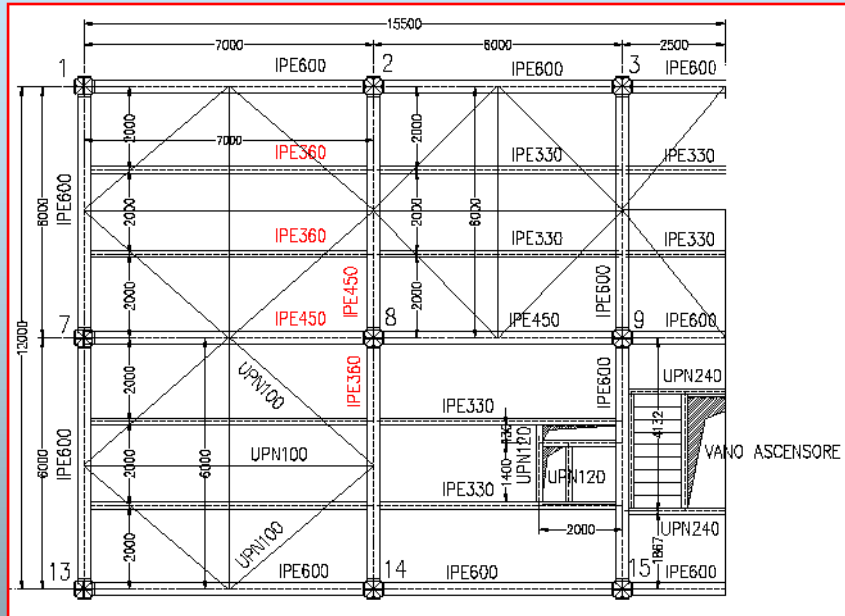 15500
7000 6000 2500
1 IPE600 2 IPE600 3 IPE600
2000 7000 2000
IPE360 IPE330 IPE330
IPE600
6000 2000 2000 6000
IPE360 IPE330 IPE330
2000 IPE450 2000 IPE600
7 IPE450 8 IPE450 9 IPE600
12000
2000 UPN100 IPE360 IPE600 UPN240
IPE330
4132
IPE600 UPN120 VANO ASCENSORE
6000 2000 UPN100 6000 1400 UPN120
IPE330
2000 UPN240
2000 UPN100 1867
13 IPE600 14 IPE600 15 IPE600